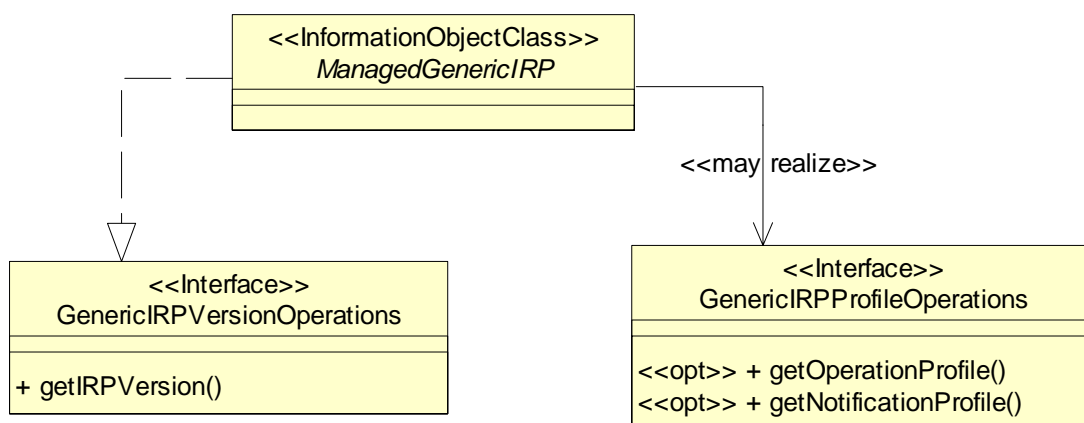 <<InformationObjectClass>>
ManagedGenericIRP
<<may realize>>
<<Interface>>
GenericIRPVersionOperations
+ getIRPVersion()
<<Interface>>
GenericIRPProfileOperations
<<opt>> + getOperationProfile()
<<opt>> + getNotificationProfile()